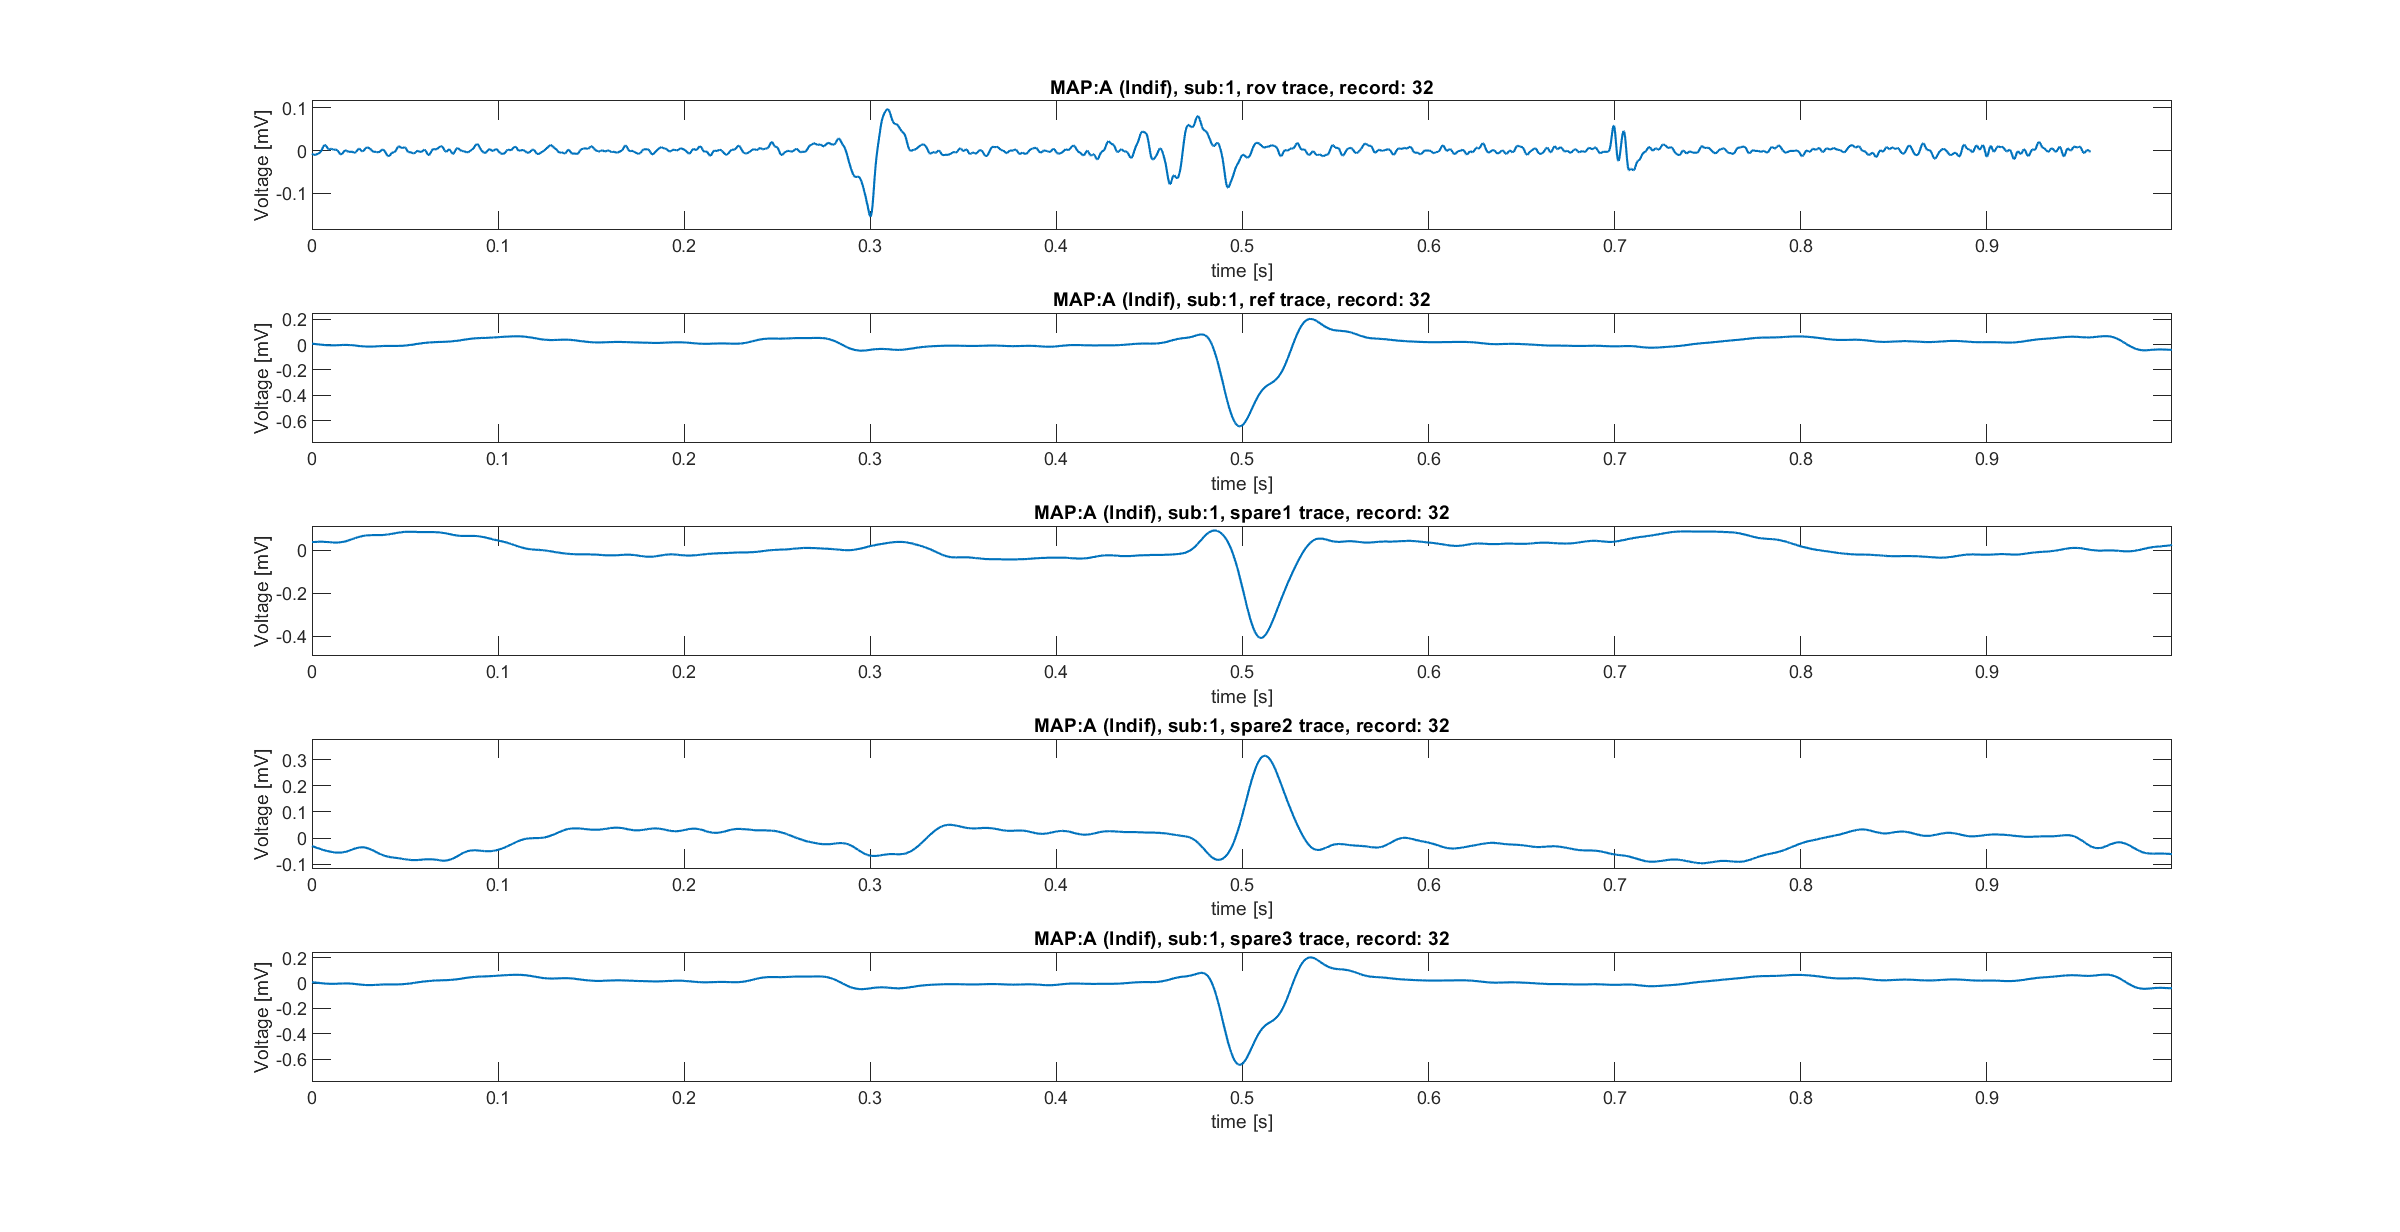 MAP:A (Indif), sub:1, rov trace, record: 32
Voltage [mV]
0.1
0
-0.1
0 0.1 0.2 0.3 0.4 0.5 0.6 0.7 0.8 0.9
time [s]
MAP:A (Indif), sub:1, ref trace, record: 32
Voltage [mV]
0.2
0
-0.2
-0.4
-0.6
0 0.1 0.2 0.3 0.4 0.5 0.6 0.7 0.8 0.9
time [s]
MAP:A (Indif), sub:1, spare1 trace, record: 32
Voltage [mV]
0
-0.2
-0.4
0 0.1 0.2 0.3 0.4 0.5 0.6 0.7 0.8 0.9
time [s]
MAP:A (Indif), sub:1, spare2 trace, record: 32
Voltage [mV]
0.3
0.2
0.1
0
-0.1
0 0.1 0.2 0.3 0.4 0.5 0.6 0.7 0.8 0.9
time [s]
MAP:A (Indif), sub:1, spare3 trace, record: 32
Voltage [mV]
0.2
0
-0.2
-0.4
-0.6
0 0.1 0.2 0.3 0.4 0.5 0.6 0.7 0.8 0.9
time [s]